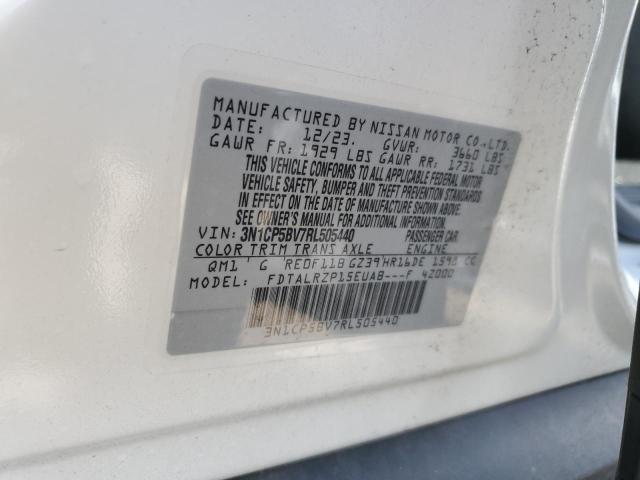 MANUFACTURED BY NISSAN MOTOR CO.,LTD.
DATE: 12/23. GVWR: 3660 LBS
GAWR FR: 1929 LBS GAWR RR: 1731 LBS
THIS VEHICLE CONFORMS TO ALL APPLICABLE FEDERAL MOTOR
VEHICLE SAFETY, BUMPER AND THEFT PREVENTION STANDARDS
IN EFFECT ON THE DATE OF MANUFACTURE SHOWN ABOVE.
SEE OWNER'S MANUAL FOR ADDITIONAL INFORMATION.
VIN: 3N1CP5BV7RL505440 PASSENGER CAR
COLOR TRIM TRANS AXLE ENGINE
QM1 G RE0F11B GZ39 HR16DE 1598 CC
MODEL: FDTALRZP15EUAB---F 42000
3N1CP5BV7RL505440